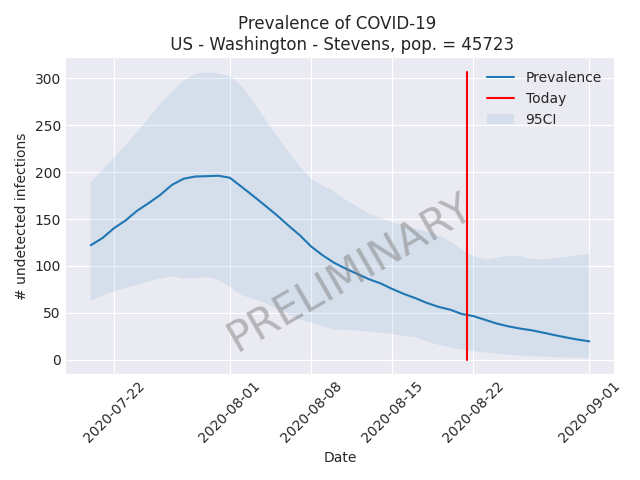 Prevalence of COVID-19
US - Washington - Stevens, pop. = 45723
# undetected infections
300
250
200
150
100
50
0
Prevalence
Today
95CI
PRELIMINARY
2020-07-22
2020-08-01
2020-08-08
2020-08-15
2020-08-22
2020-09-01
Date